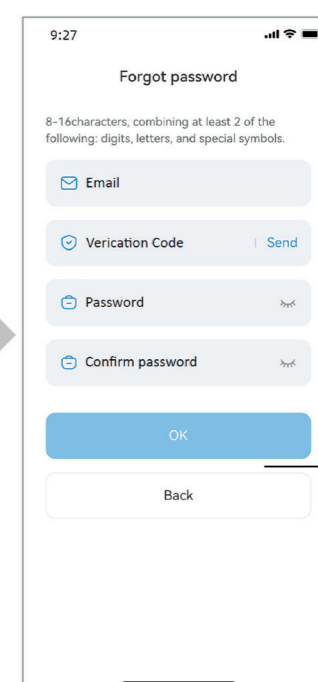 9:27
Forgot password
8-16characters, combining at least 2 of the
following: digits, letters, and special symbols.
Email
Verication Code | Send
Password
Confirm password
OK
Back